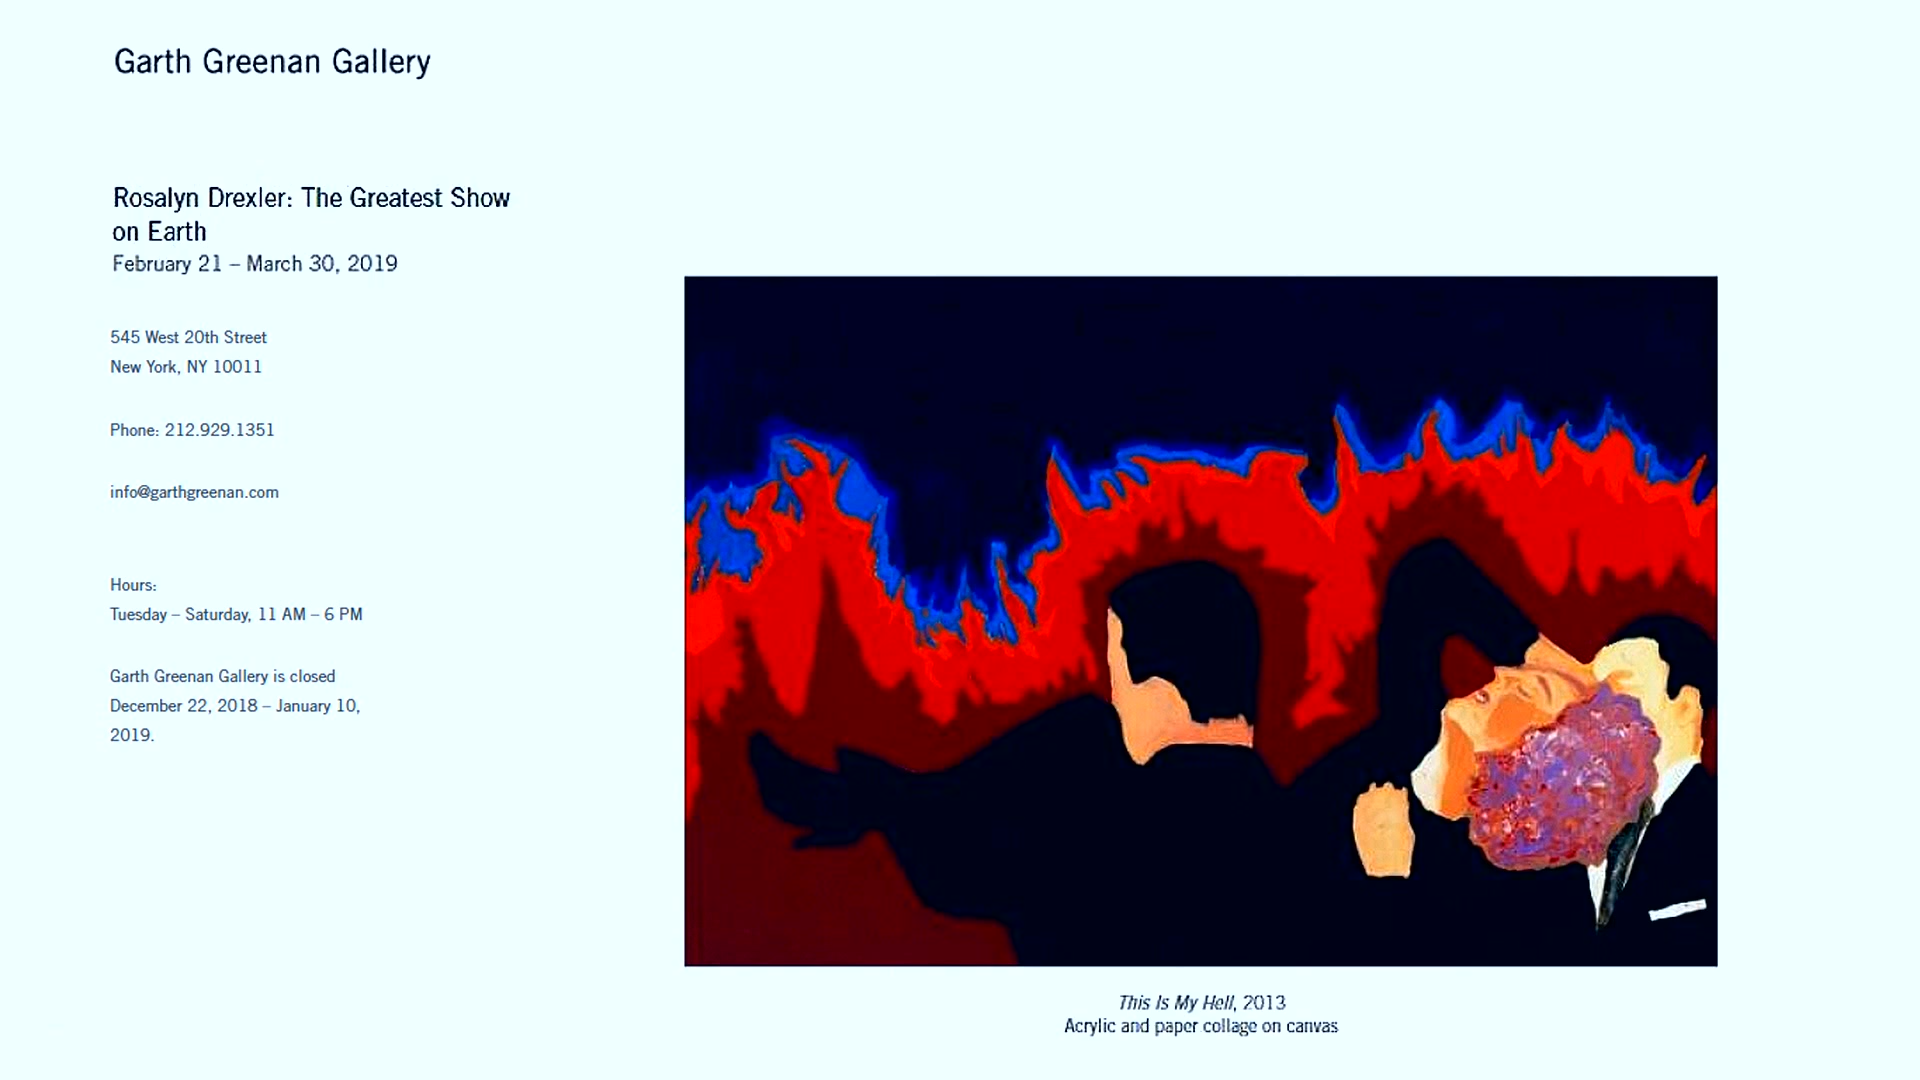 Garth Greenan Gallery
Rosalyn Drexler: The Greatest Show
on Earth
February 21 – March 30, 2019
545 West 20th Street
New York, NY 10011
Phone: 212.929.1351
info@garthgreenan.com
Hours:
Tuesday – Saturday, 11 AM – 6 PM
Garth Greenan Gallery is closed
December 22, 2018 – January 10,
2019.
This Is My Hell, 2013
Acrylic and paper collage on canvas